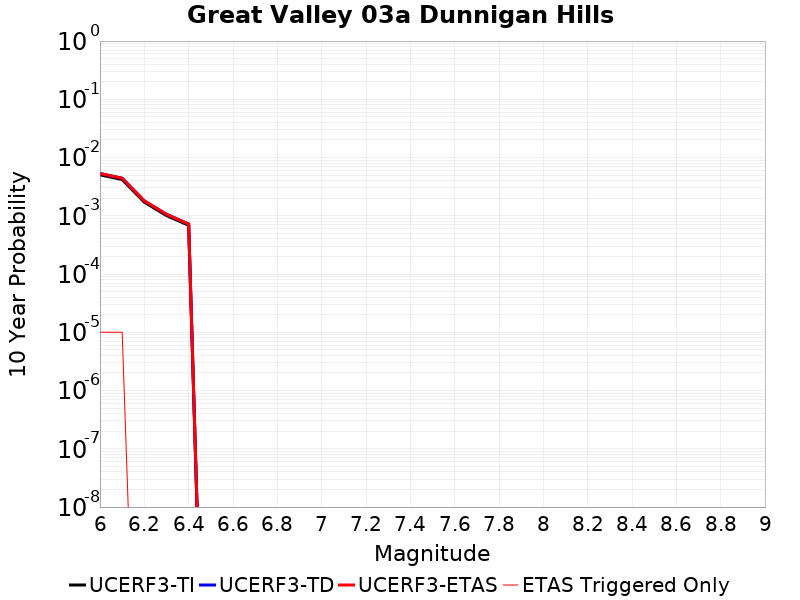 Great Valley 03a Dunnigan Hills
10 Year Probability
10^0
10^-1
10^-2
10^-3
10^-4
10^-5
10^-6
10^-7
10^-8
6 6.2 6.4 6.6 6.8 7 7.2 7.4 7.6 7.8 8 8.2 8.4 8.6 8.8 9
Magnitude
UCERF3-TI UCERF3-TD UCERF3-ETAS ETAS Triggered Only